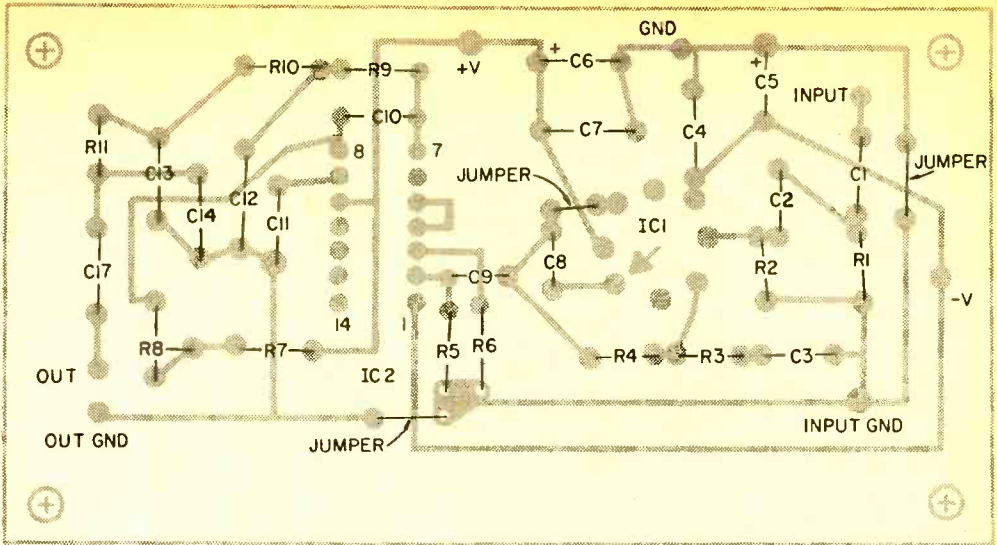 GND
R10
R9
+V
+
C6
+
C5
INPUT
R11
C10
C7
C4
C13
8
7
JUMPER
C1
JUMPER
C14
C12
C11
C2
IC1
C17
C9
C8
R2
R1
-V
14
1
R8
R7
R5
R6
R4
R3
C3
OUT
IC2
OUT GND
JUMPER
INPUT GND